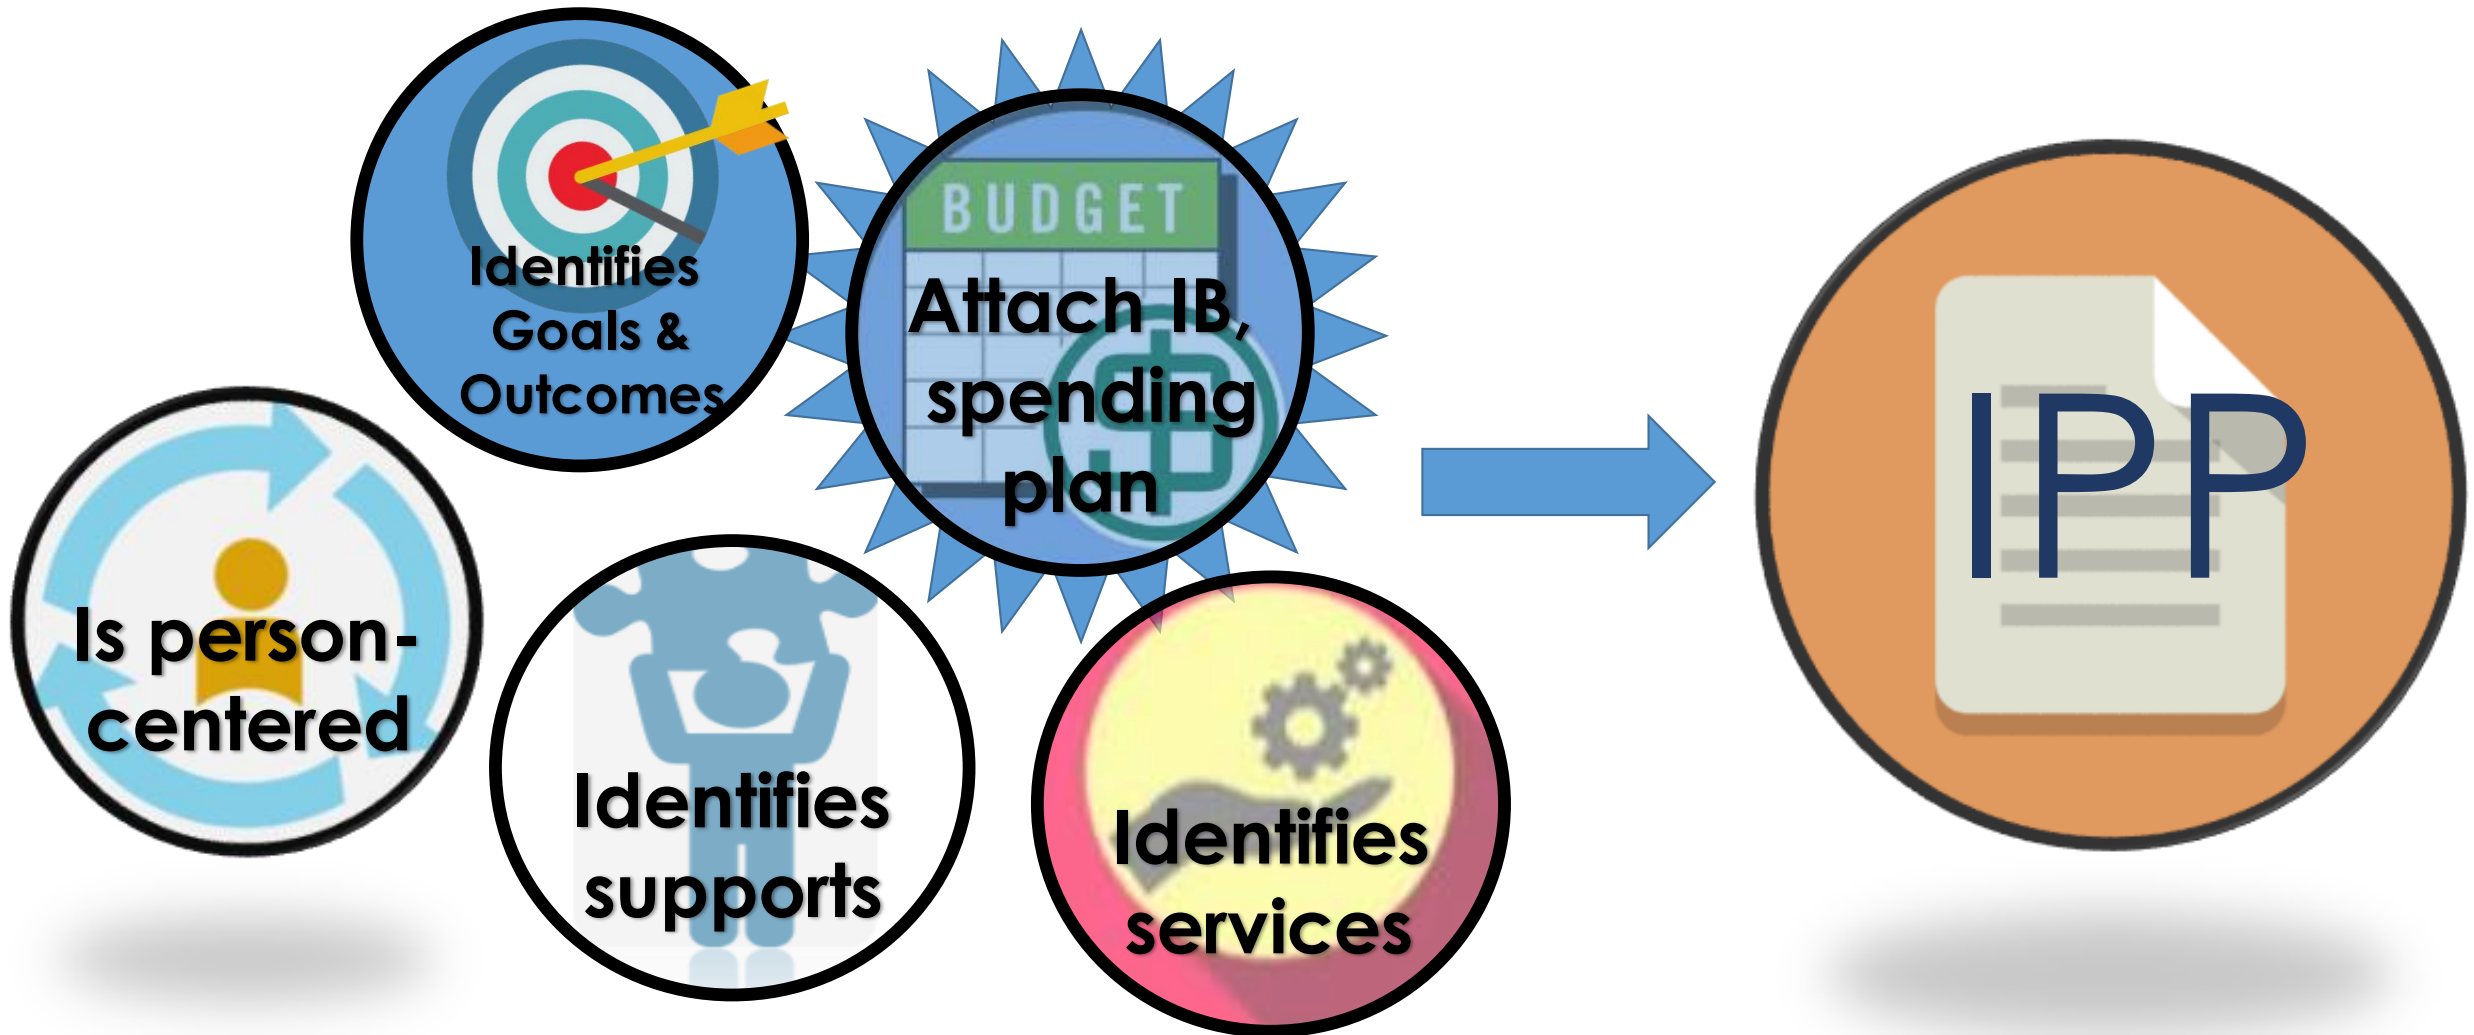 Is person-
centered
Identifies
Goals &
Outcomes
Identifies
supports
BUDGET
Attach IB,
spending
plan
Identifies
services
IPP